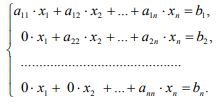 a₁₁ · x₁ + a₁₂ · x₂ + ... + a₁ₙ · xₙ = b₁,
0 · x₁ + a₂₂ · x₂ + ... + a₂ₙ · xₙ = b₂,
.......................................
0 · x₁ + 0 · x₂ + ... + aₙₙ · xₙ = bₙ.